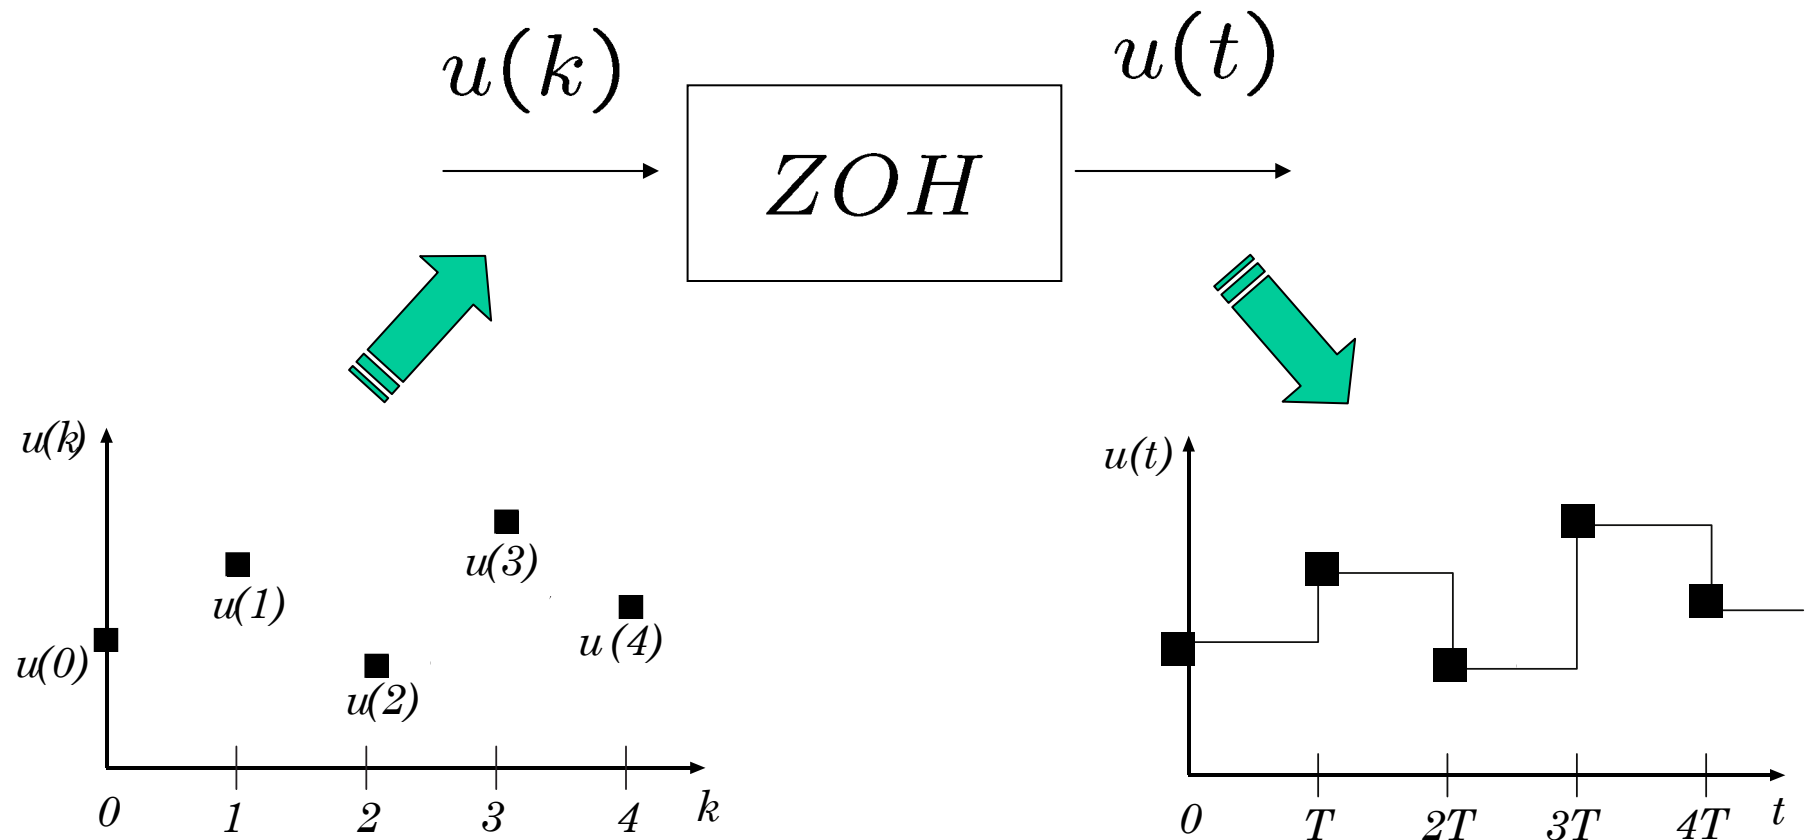 u(k)
u(t)
ZOH
u(k)
u(3)
u(1)
u(4)
u(0)
u(2)
0 1 2 3 4 k
u(t)
0 T 2T 3T 4T t